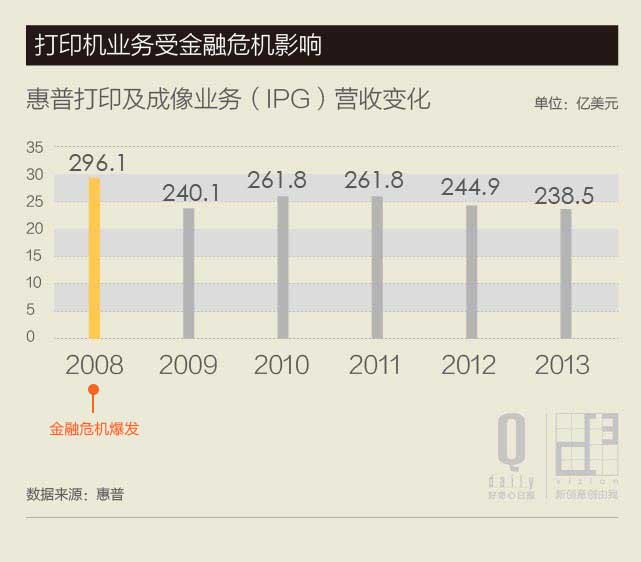 打印机业务受金融危机影响
惠普打印及成像业务（IPG）营收变化
单位：亿美元
35
30
25
20
15
10
5
0
296.1
240.1
261.8
261.8
244.9
238.5
2008
2009
2010
2011
2012
2013
金融危机爆发
Q
daily
好奇心日报
vizion
新创意创由我
数据来源：惠普